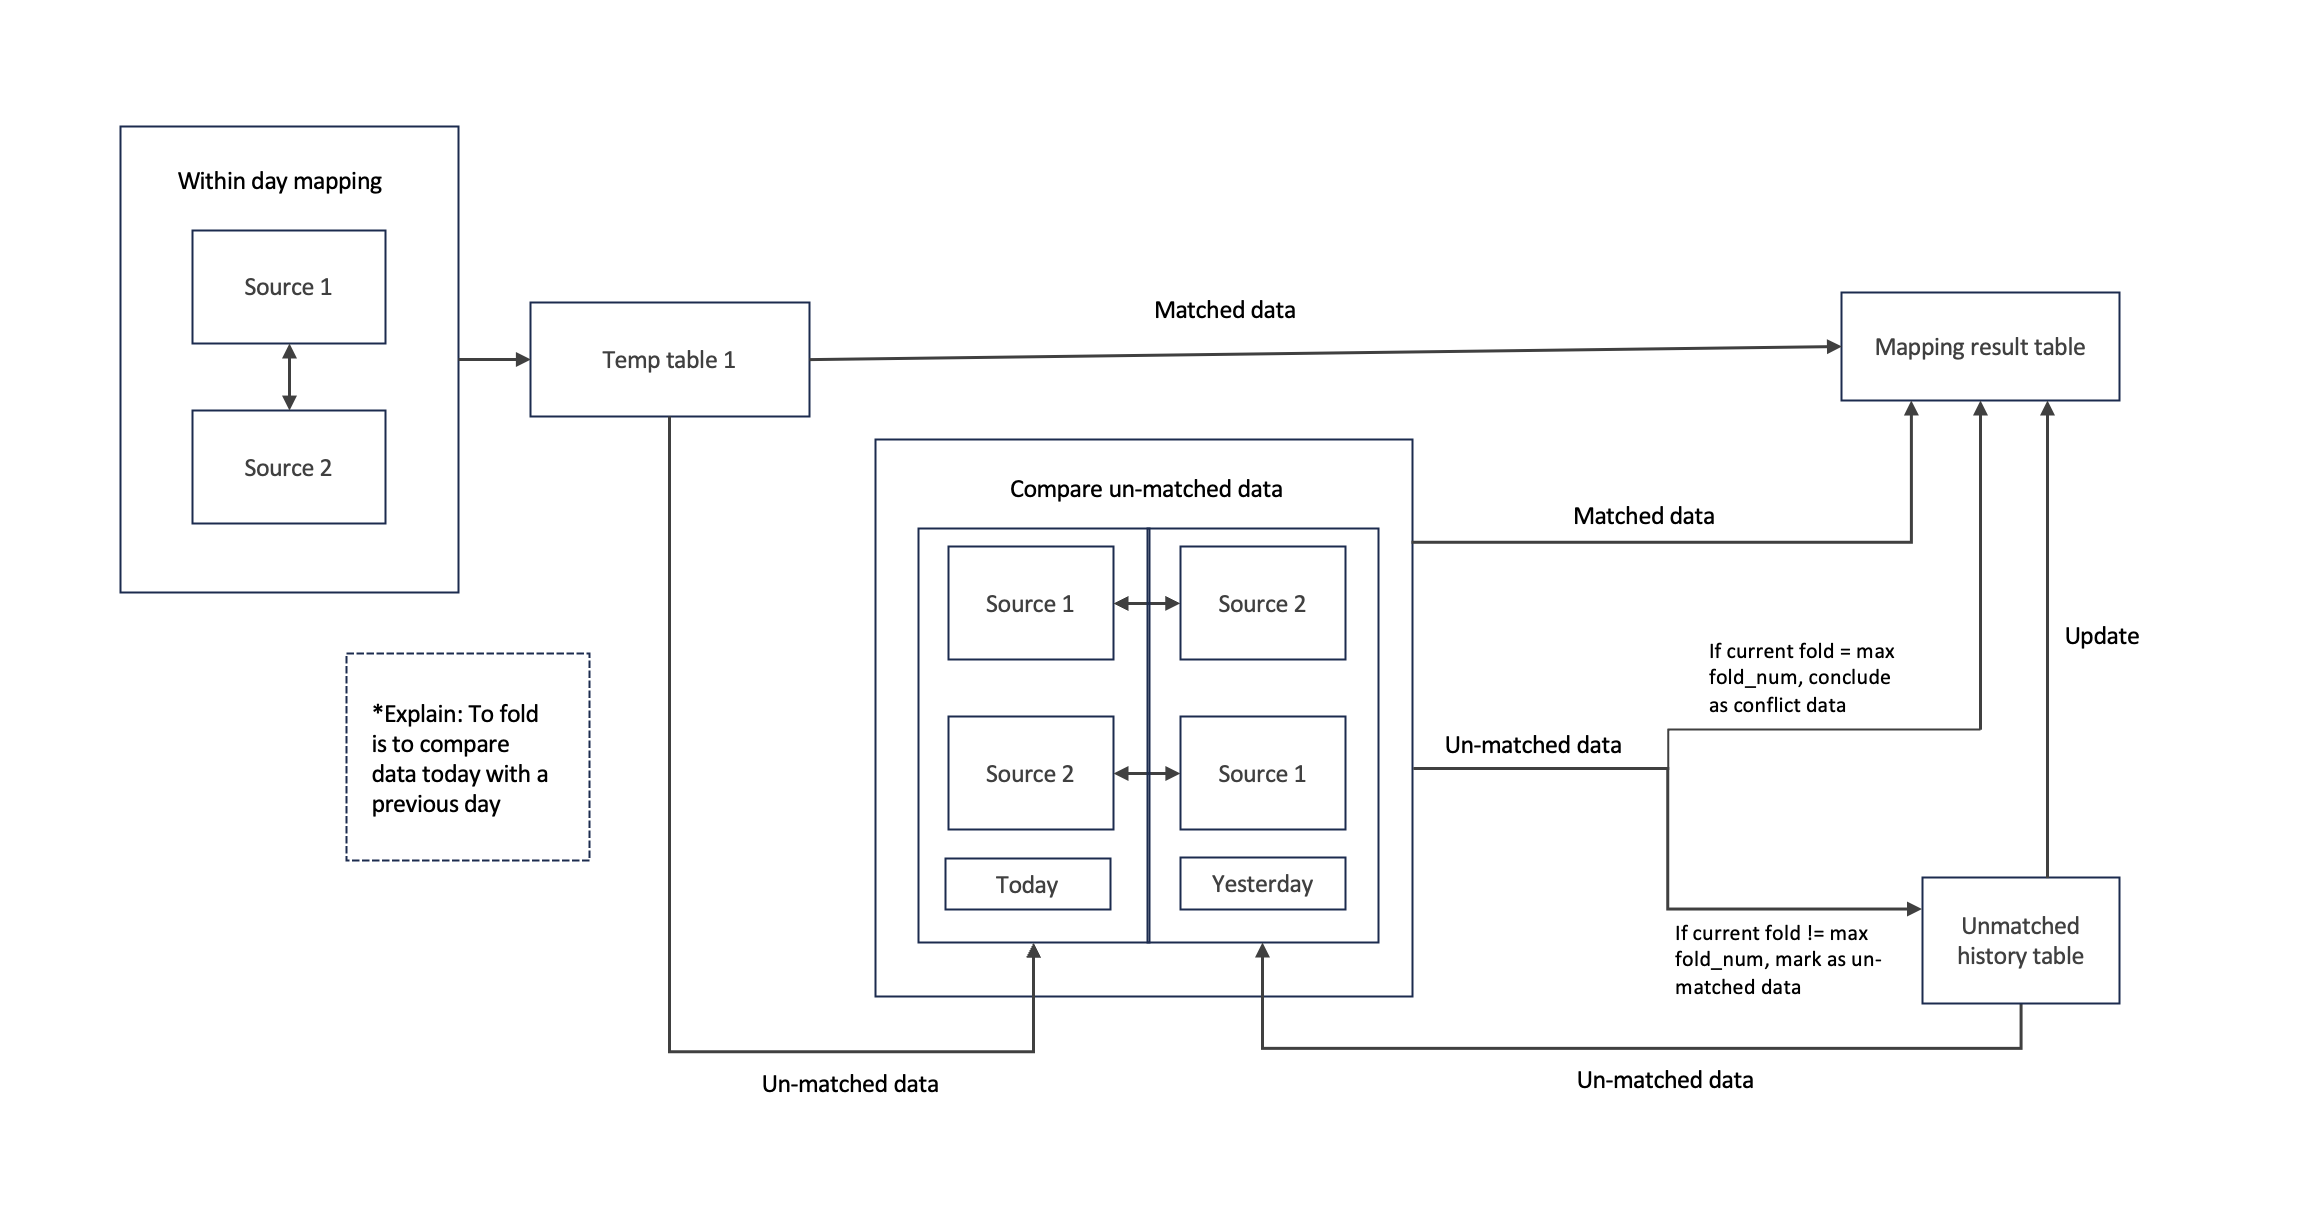 Within day mapping
Source 1
Source 2
Temp table 1
Matched data
Mapping result table
Compare un-matched data
Source 1
Source 2
Source 2
Source 1
Today
Yesterday
Matched data
Un-matched data
If current fold = max
fold_num, conclude
as conflict data
Update
If current fold != max
fold_num, mark as un-
matched data
Unmatched
history table
*Explain: To fold
is to compare
data today with a
previous day
Un-matched data
Un-matched data